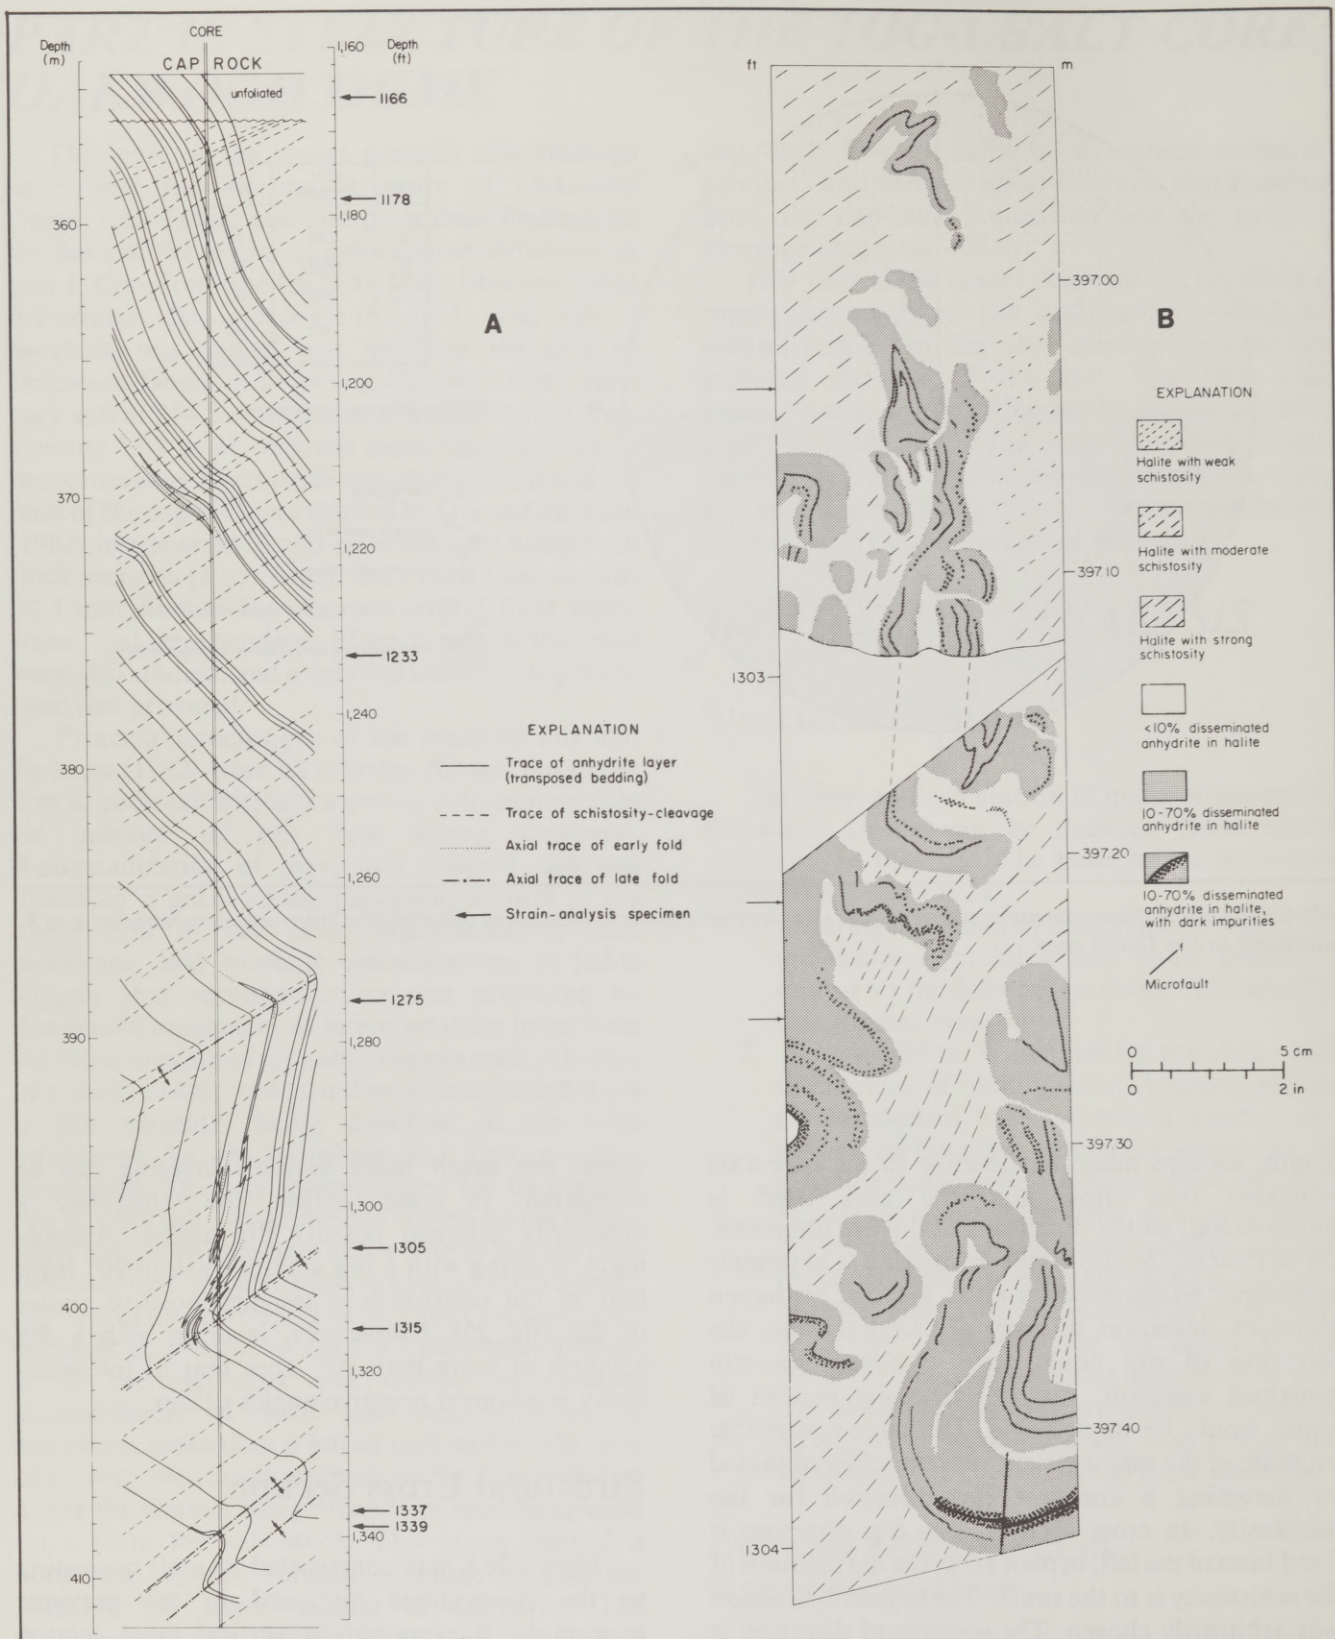 CORE
Depth
(m)
CAP ROCK
unfoliated
Depth
(ft)
1,160
1166
1178
1,180
360
A
1,200
370
1,220
1233
1,240
380
1,260
1275
390
1,280
1,300
1305
400
1315
1,320
1337
1339
1,340
410
EXPLANATION
Trace of anhydrite layer
(transposed bedding)
Trace of schistosity-cleavage
Axial trace of early fold
Axial trace of late fold
Strain-analysis specimen
ft
m
397.00
B
397.10
1303
397.20
397.30
397.40
1304
EXPLANATION
Halite with weak
schistosity
Halite with moderate
schistosity
Halite with strong
schistosity
<10% disseminated
anhydrite in halite
10-70% disseminated
anhydrite in halite
10-70% disseminated
anhydrite in halite,
with dark impurities
f
Microfault
0 5 cm
0 2 in